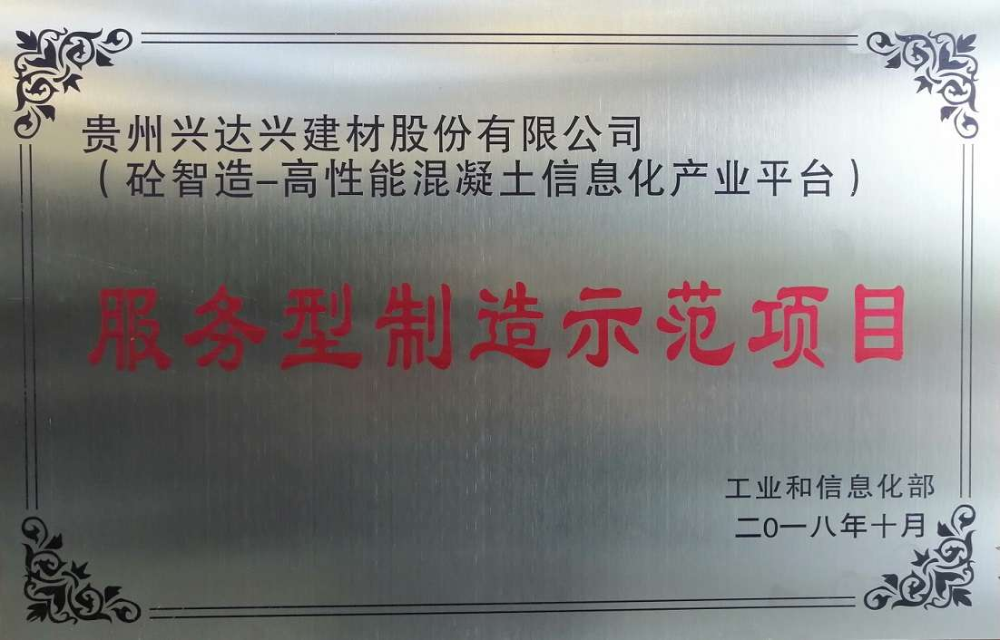 贵州兴达兴建材股份有限公司
（砼智造–高性能混凝土信息化产业平台）
服务型制造示范项目
工业和信息化部
二0一八年十月